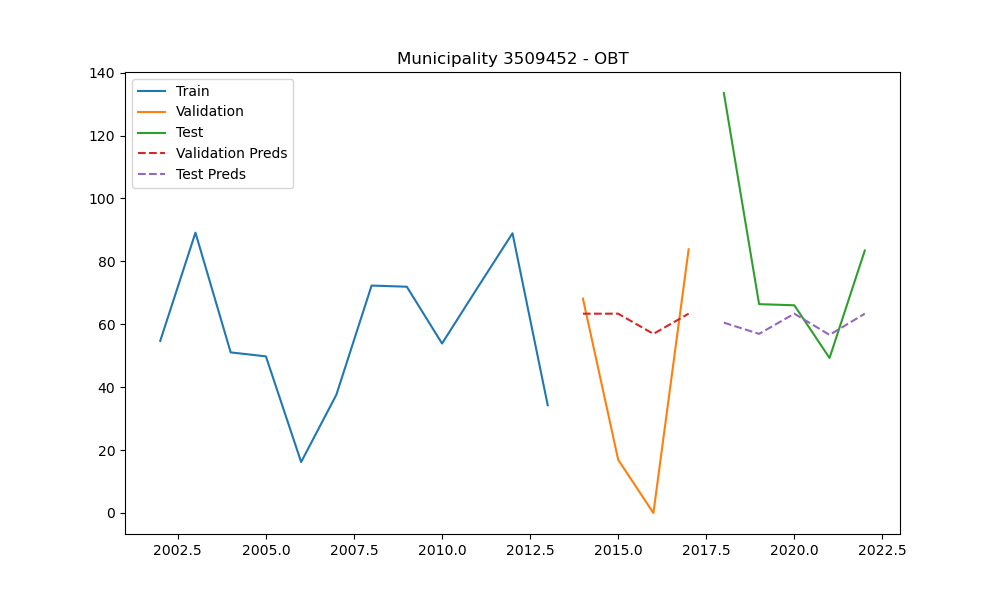 Municipality 3509452 - OBT
140
120
100
80
60
40
20
0
Train
Validation
Test
Validation Preds
Test Preds
2002.5 2005.0 2007.5 2010.0 2012.5 2015.0 2017.5 2020.0 2022.5